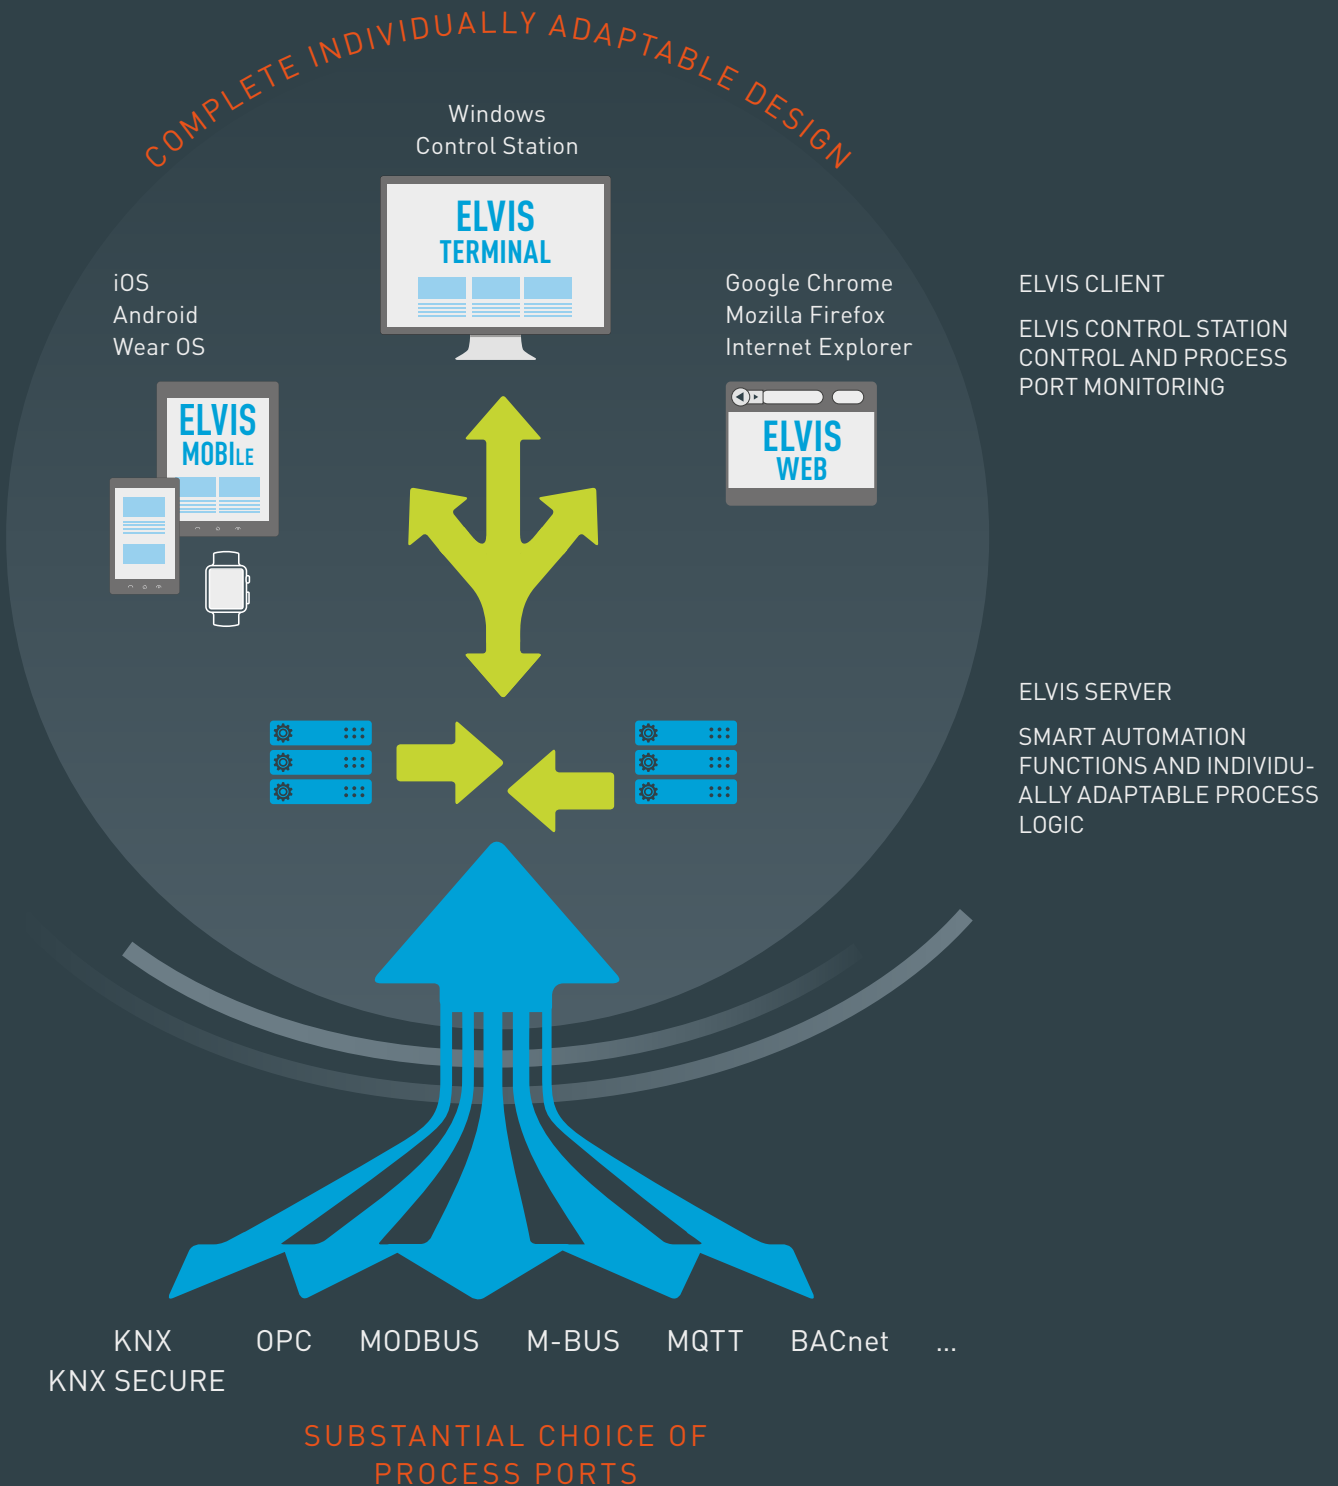 COMPLETE INDIVIDUALLY ADAPTABLE DESIGN
Windows
Control Station
ELVIS
TERMINAL
iOS
Android
Wear OS
ELVIS
MOBILE
Google Chrome
Mozilla Firefox
Internet Explorer
ELVIS
WEB
ELVIS CLIENT
ELVIS CONTROL STATION
CONTROL AND PROCESS
PORT MONITORING
ELVIS SERVER
SMART AUTOMATION
FUNCTIONS AND INDIVIDU-
ALLY ADAPTABLE PROCESS
LOGIC
KNX OPC MODBUS M-BUS MQTT BACnet ...
KNX SECURE
SUBSTANTIAL CHOICE OF
PROCESS PORTS